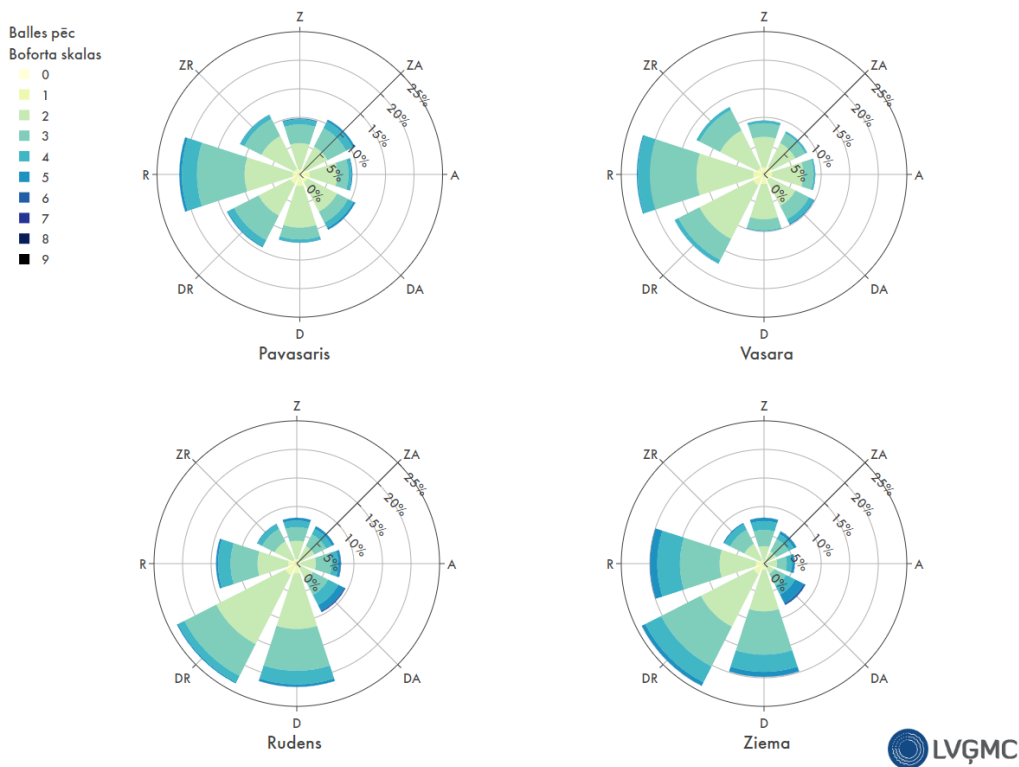 Balles pēc
Boforta skalas
0
1
2
3
4
5
6
7
8
9
Z
ZA
A
DA
D
DR
R
ZR
0%
5%
10%
15%
20%
25%
Pavasaris
Z
ZA
A
DA
D
DR
R
ZR
0%
5%
10%
15%
20%
25%
Vasara
Z
ZA
A
DA
D
DR
R
ZR
0%
5%
10%
15%
20%
25%
Rudens
Z
ZA
A
DA
D
DR
R
ZR
0%
5%
10%
15%
20%
25%
Ziema
LVĢMC